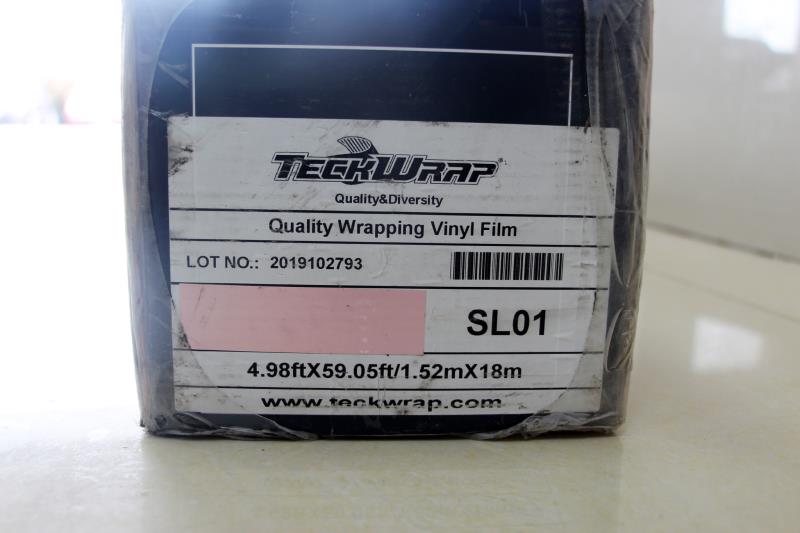 TECKWRAP®
Quality&Diversity
Quality Wrapping Vinyl Film
LOT NO.: 2019102793
SL01
4.98ftX59.05ft/1.52mX18m
www.teckwrap.com